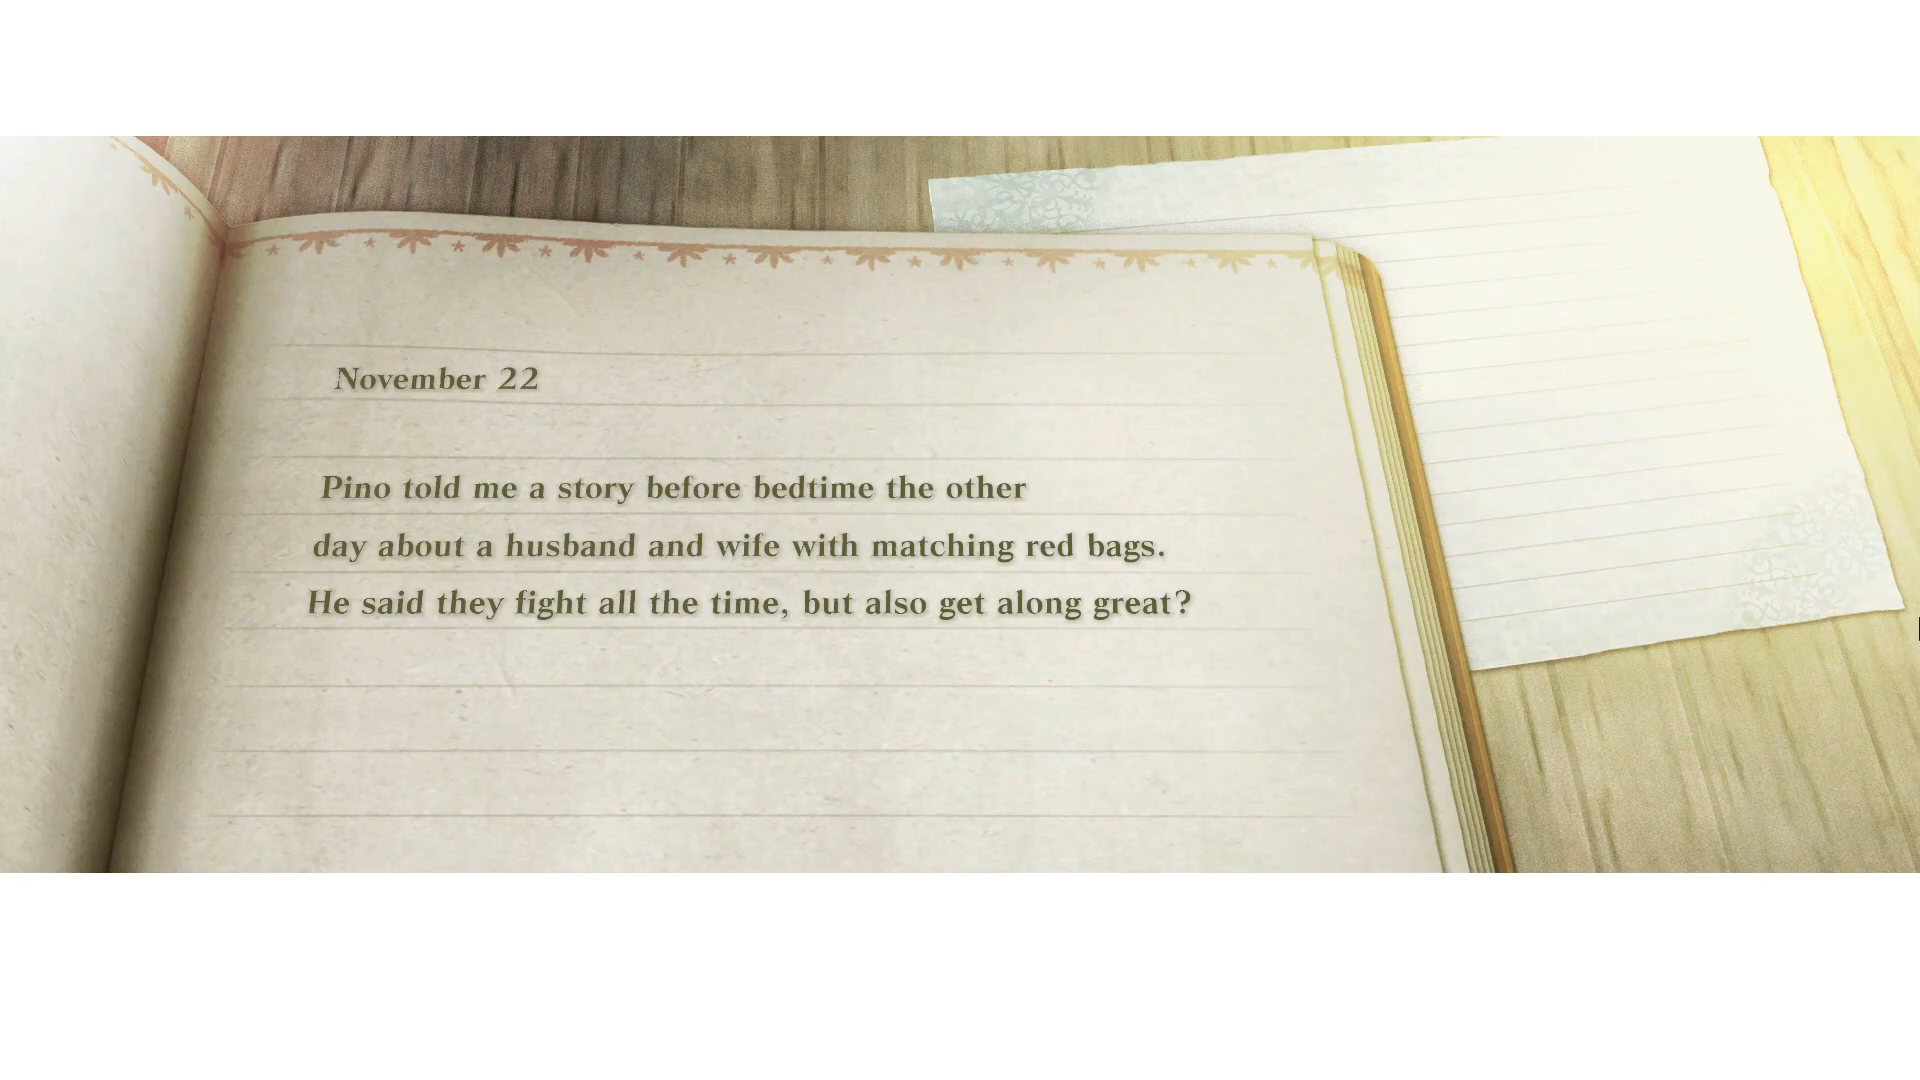 November 22
Pino told me a story before bedtime the other
day about a husband and wife with matching red bags.
He said they fight all the time, but also get along great?